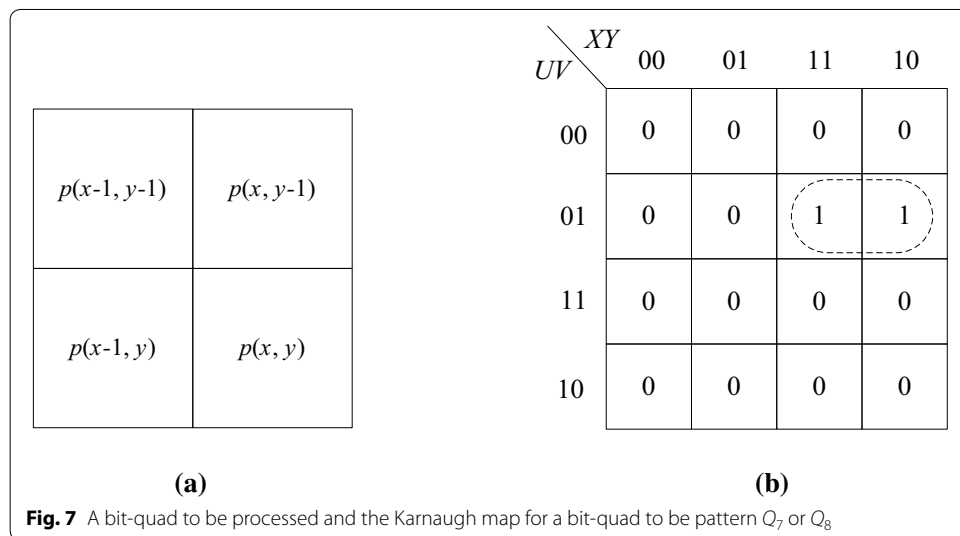 p(x-1, y-1) p(x, y-1)
p(x-1, y) p(x, y)
(a)
XY
UV 00 01 11 10
00 0 0 0 0
01 0 0 1 1
11 0 0 0 0
10 0 0 0 0
(b)
Fig. 7 A bit-quad to be processed and the Karnaugh map for a bit-quad to be pattern Q7 or Q8